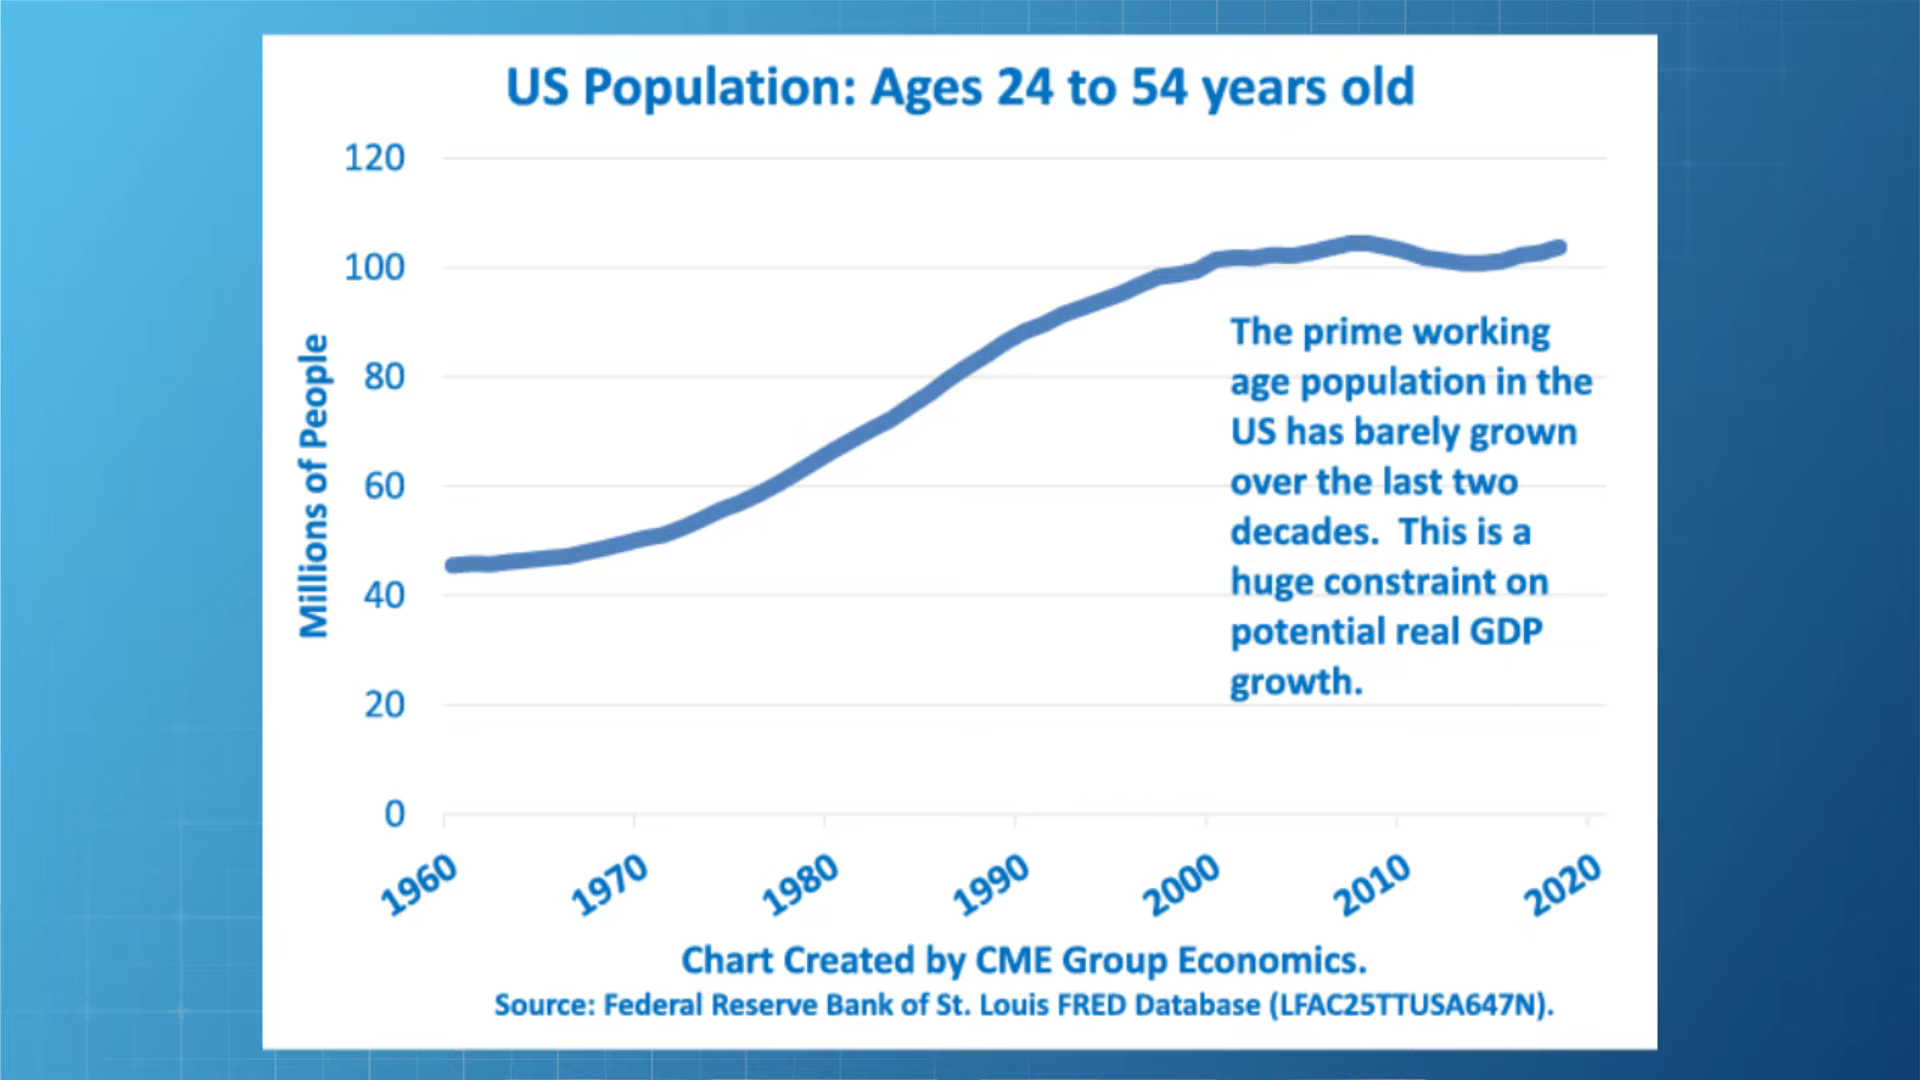 US Population: Ages 24 to 54 years old
120
100
80
60
40
20
0
Millions of People
The prime working
age population in the
US has barely grown
over the last two
decades.  This is a
huge constraint on
potential real GDP
growth.
1960
1970
1980
1990
2000
2010
2020
Chart Created by CME Group Economics.
Source: Federal Reserve Bank of St. Louis FRED Database (LFAC25TTUSA647N).